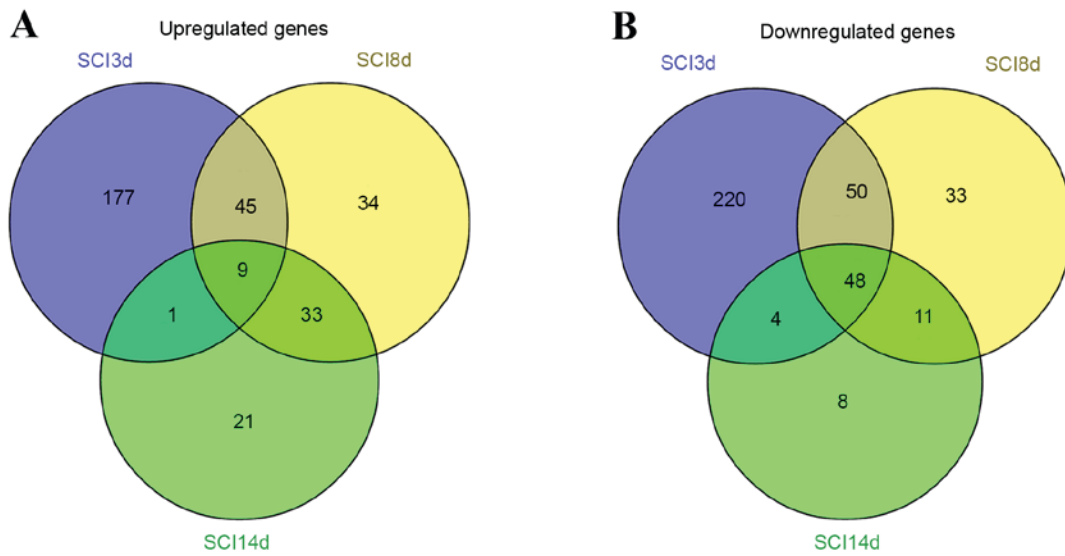 A
Upregulated genes
SCI3d
SCI8d
177
45
34
9
1
33
21
SCI14d
B
Downregulated genes
SCI3d
SCI8d
220
50
33
48
4
11
8
SCI14d